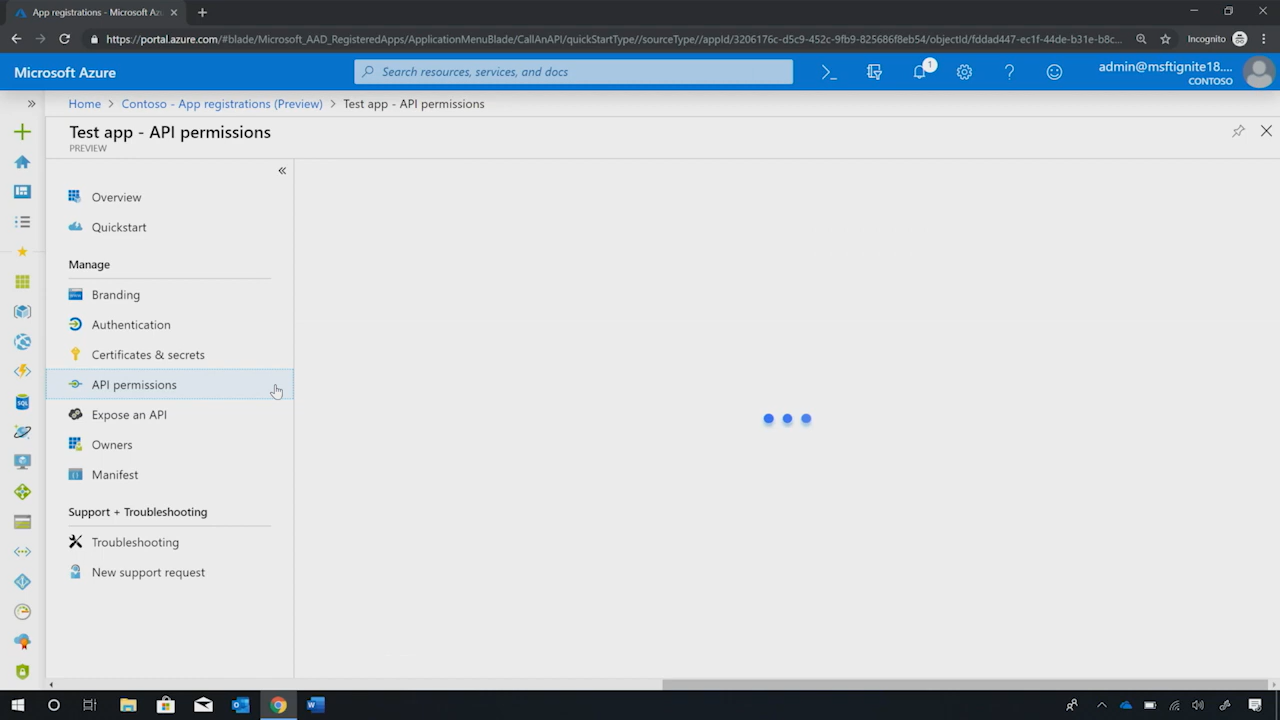 App registrations - Microsoft Az
https://portal.azure.com/#blade/Microsoft_AAD_RegisteredApps/ApplicationMenuBlade/CallAnAPI/quickStartType//sourceType//appId/3206176c-d5c9-452c-9fb9-825686f8eb54/objectId/fddad447-ec1f-44de-b31e-b8c...
Incognito
Microsoft Azure
Search resources, services, and docs
1
admin@msftignite18....
CONTOSO
Home > Contoso - App registrations (Preview) > Test app - API permissions
Test app - API permissions
PREVIEW
Overview
Quickstart
Manage
Branding
Authentication
Certificates & secrets
API permissions
Expose an API
Owners
Manifest
Support + Troubleshooting
Troubleshooting
New support request
SQL